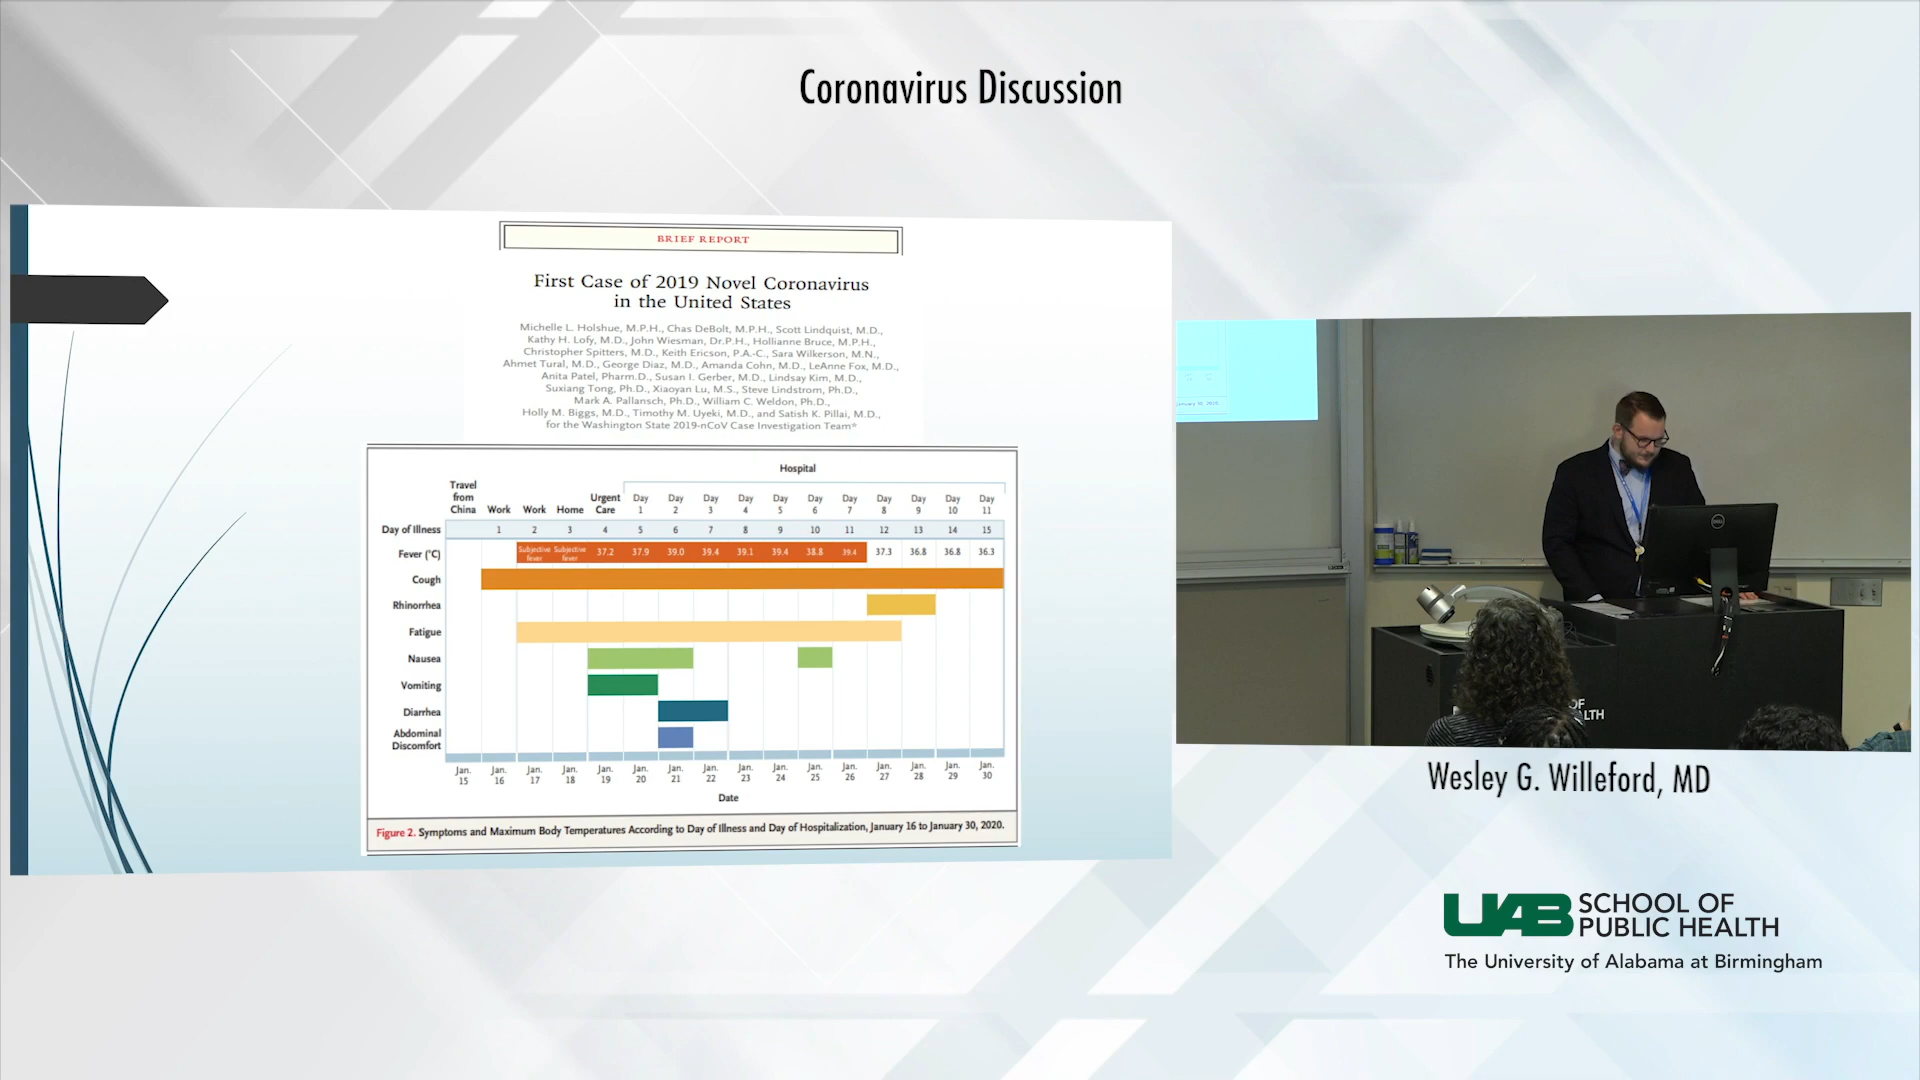 Coronavirus Discussion
BRIEF REPORT
First Case of 2019 Novel Coronavirus
in the United States
Michelle L. Holshue, M.P.H., Chas DeBolt, M.P.H., Scott Lindquist, M.D.,
Kathy H. Lofy, M.D., John Wiesman, Dr.P.H., Hollianne Bruce, M.P.H.,
Christopher Spitters, M.D., Keith Ericson, P.A.-C., Sara Wilkerson, M.N.,
Ahmet Tural, M.D., George Diaz, M.D., Amanda Cohn, M.D., LeAnne Fox, M.D.,
Anita Patel, Pharm.D., Susan I. Gerber, M.D., Lindsay Kim, M.D.,
Suxiang Tong, Ph.D., Xiaoyan Lu, M.S., Steve Lindstrom, Ph.D.,
Mark A. Pallansch, Ph.D., William C. Weldon, Ph.D.,
Holly M. Biggs, M.D., Timothy M. Uyeki, M.D., and Satish K. Pillai, M.D.,
for the Washington State 2019-nCoV Case Investigation Team*
Hospital
Travel from China Work Work Home Urgent Care Day 1 Day 2 Day 3 Day 4 Day 5 Day 6 Day 7 Day 8 Day 9 Day 10 Day 11
Day of Illness 1 2 3 4 5 6 7 8 9 10 11 12 13 14 15
Fever (°C) Subjective fever Subjective fever 37.2 37.9 39.0 39.4 39.1 39.4 38.8 39.4 37.3 36.8 36.8 36.3
Cough
Rhinorrhea
Fatigue
Nausea
Vomiting
Diarrhea
Abdominal
Discomfort
Jan. 15 Jan. 16 Jan. 17 Jan. 18 Jan. 19 Jan. 20 Jan. 21 Jan. 22 Jan. 23 Jan. 24 Jan. 25 Jan. 26 Jan. 27 Jan. 28 Jan. 29 Jan. 30
Date
Figure 2. Symptoms and Maximum Body Temperatures According to Day of Illness and Day of Hospitalization, January 16 to January 30, 2020.
January 30, 2020.
DELL
OF
LTH
Wesley G. Willeford, MD
UAB SCHOOL OF
PUBLIC HEALTH
The University of Alabama at Birmingham